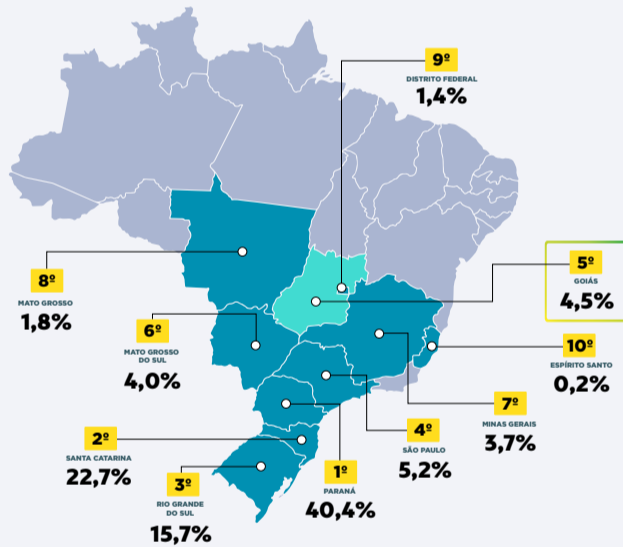 9º
DISTRITO FEDERAL
1,4%
5º
GOIÁS
4,5%
8º
MATO GROSSO
1,8%
6º
MATO GROSSO
DO SUL
4,0%
10º
ESPÍRITO SANTO
0,2%
7º
MINAS GERAIS
3,7%
4º
SÃO PAULO
5,2%
2º
SANTA CATARINA
22,7%
1º
PARANÁ
40,4%
3º
RIO GRANDE
DO SUL
15,7%